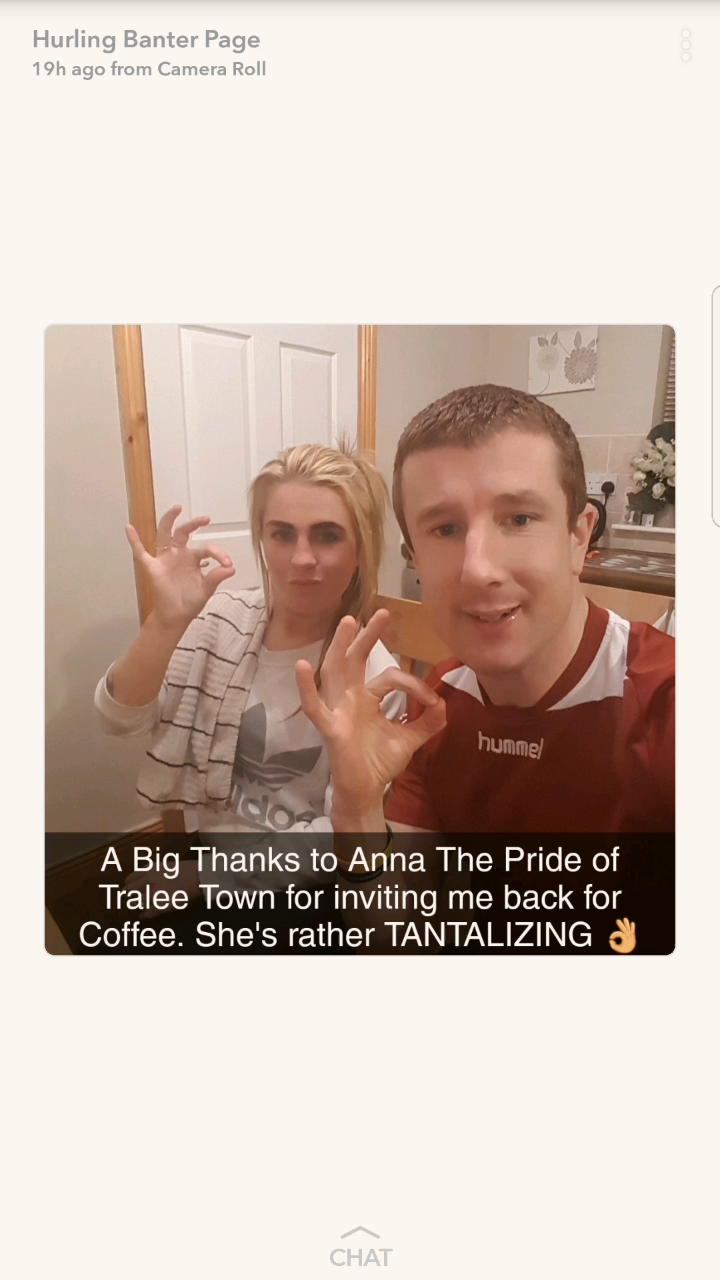 Hurling Banter Page
19h ago from Camera Roll
hummel
adidas
A Big Thanks to Anna The Pride of
Tralee Town for inviting me back for
Coffee. She's rather TANTALIZING 👌
CHAT